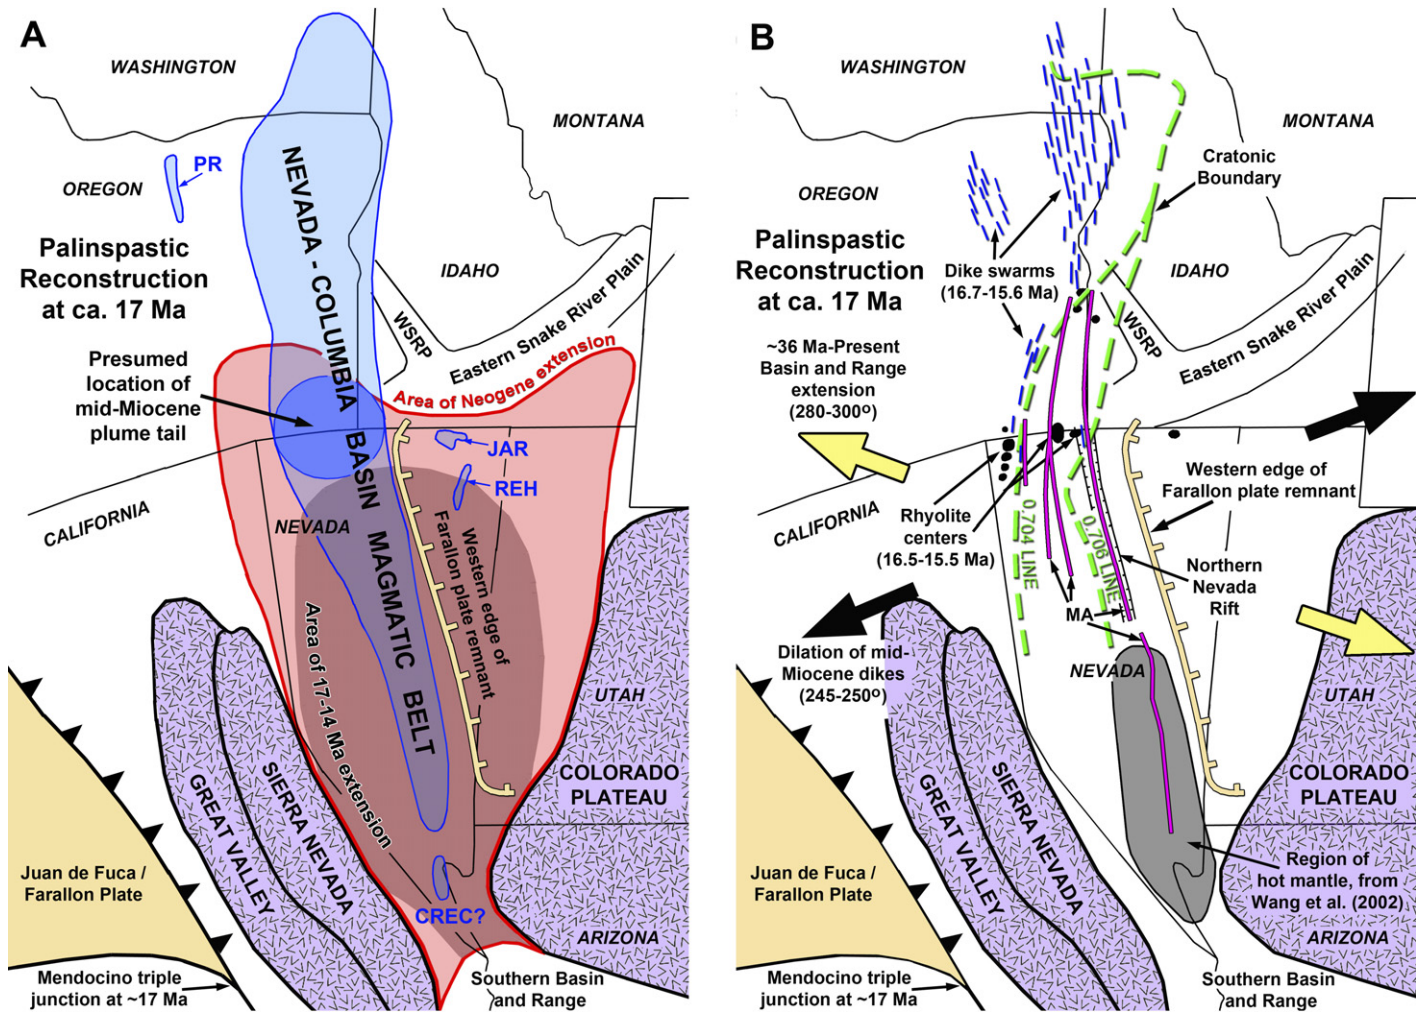 A
WASHINGTON
MONTANA
PR
OREGON
NEVADA - COLUMBIA BASIN MAGMATIC BELT
Palinspastic
Reconstruction
at ca. 17 Ma
IDAHO
WSRP
Eastern Snake River Plain
Presumed
location of
mid-Miocene
plume tail
Area of Neogene extension
JAR
REH
CALIFORNIA
NEVADA
Western edge of
Farallon plate remnant
Area of 17-14 Ma extension
UTAH
COLORADO
PLATEAU
SIERRA NEVADA
GREAT VALLEY
Juan de Fuca /
Farallon Plate
CREC?
ARIZONA
Mendocino triple
junction at ~17 Ma
Southern Basin
and Range
B
WASHINGTON
MONTANA
Cratonic
Boundary
OREGON
Palinspastic
Reconstruction
at ca. 17 Ma
Dike swarms
(16.7-15.6 Ma)
IDAHO
WSRP
Eastern Snake River Plain
~36 Ma-Present
Basin and Range
extension
(280-300º)
Western edge of
Farallon plate remnant
CALIFORNIA
Rhyolite
centers
(16.5-15.5 Ma)
0.704 LINE
0.706 LINE
Northern
Nevada
Rift
MA
Dilation of mid-
Miocene dikes
(245-250º)
NEVADA
UTAH
COLORADO
PLATEAU
SIERRA NEVADA
GREAT VALLEY
Juan de Fuca /
Farallon Plate
Region of
hot mantle, from
Wang et al. (2002)
ARIZONA
Mendocino triple
junction at ~17 Ma
Southern Basin
and Range